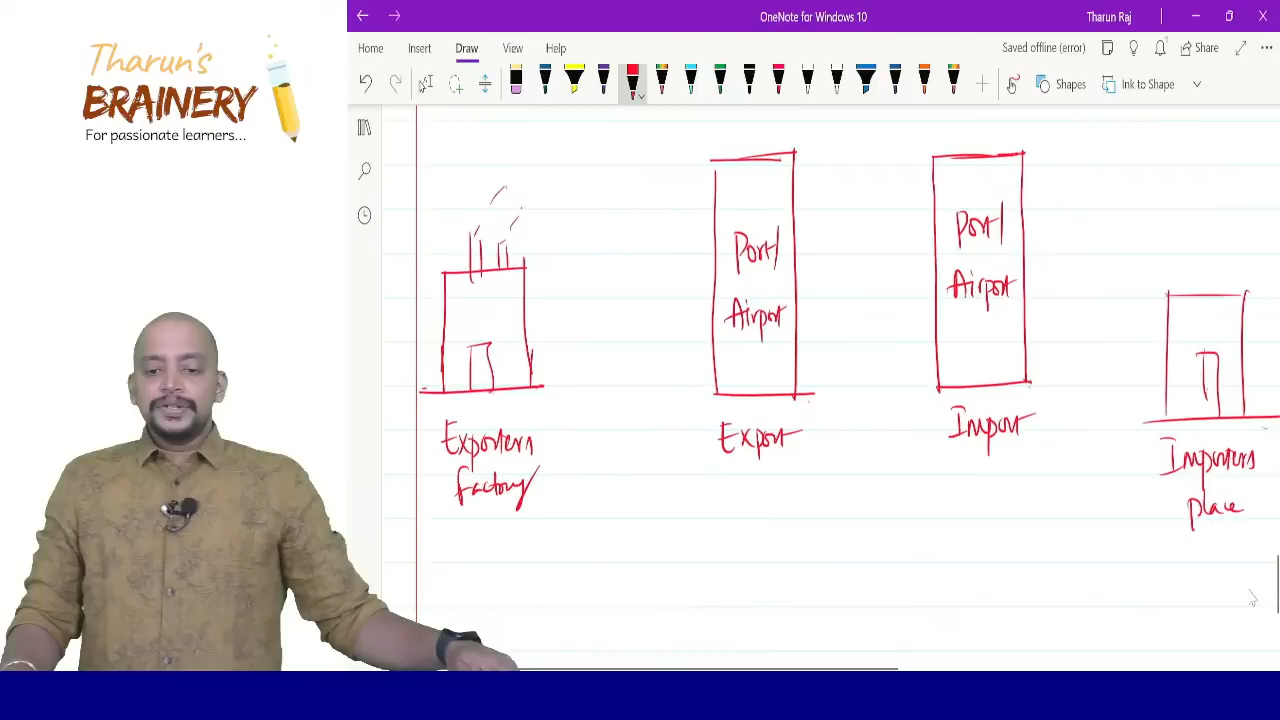 Tharun's
BRAINERY
For passionate learners...
OneNote for Windows 10
Tharun Raj
Home Insert Draw View Help
Saved offline (error)
Share
Shapes
Ink to Shape
Port/
Airport
Port/
Airport
Exporters
factory
Export
Import
Importers
place